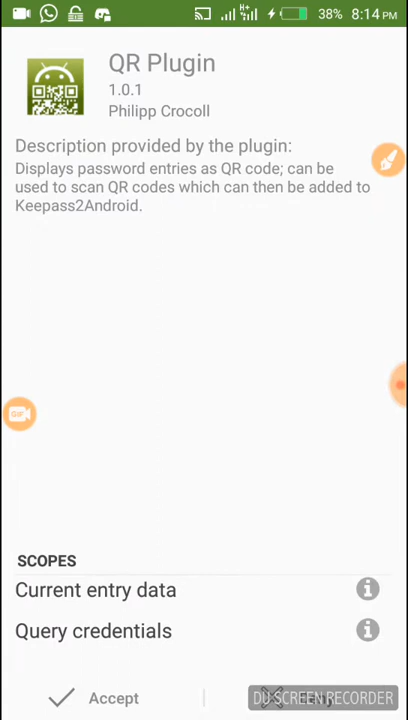 38% 8:14 PM
QR Plugin
1.0.1
Philipp Crocoll
Description provided by the plugin:
Displays password entries as QR code; can be
used to scan QR codes which can then be added to
Keepass2Android.
GIF
SCOPES
Current entry data
Query credentials
Accept
DU SCREEN RECORDER